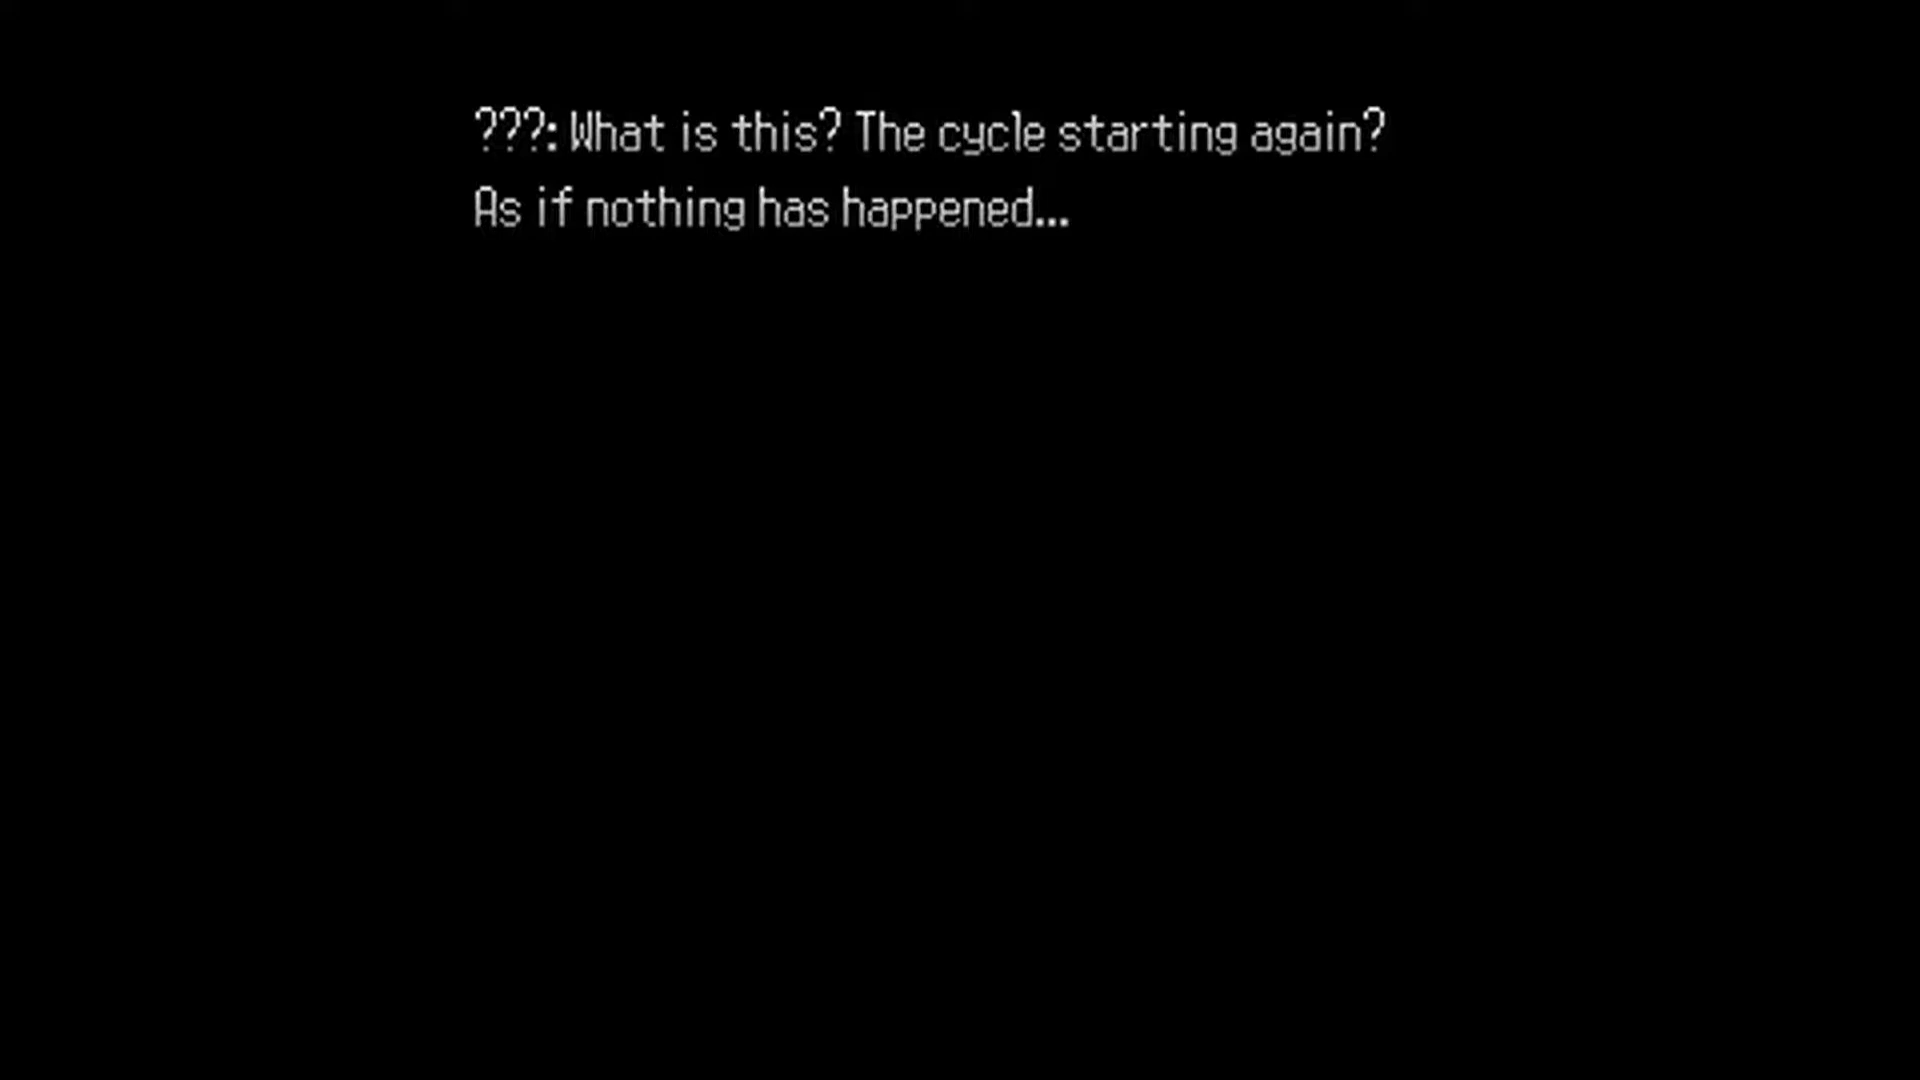 ???: What is this? The cycle starting again?
As if nothing has happened...